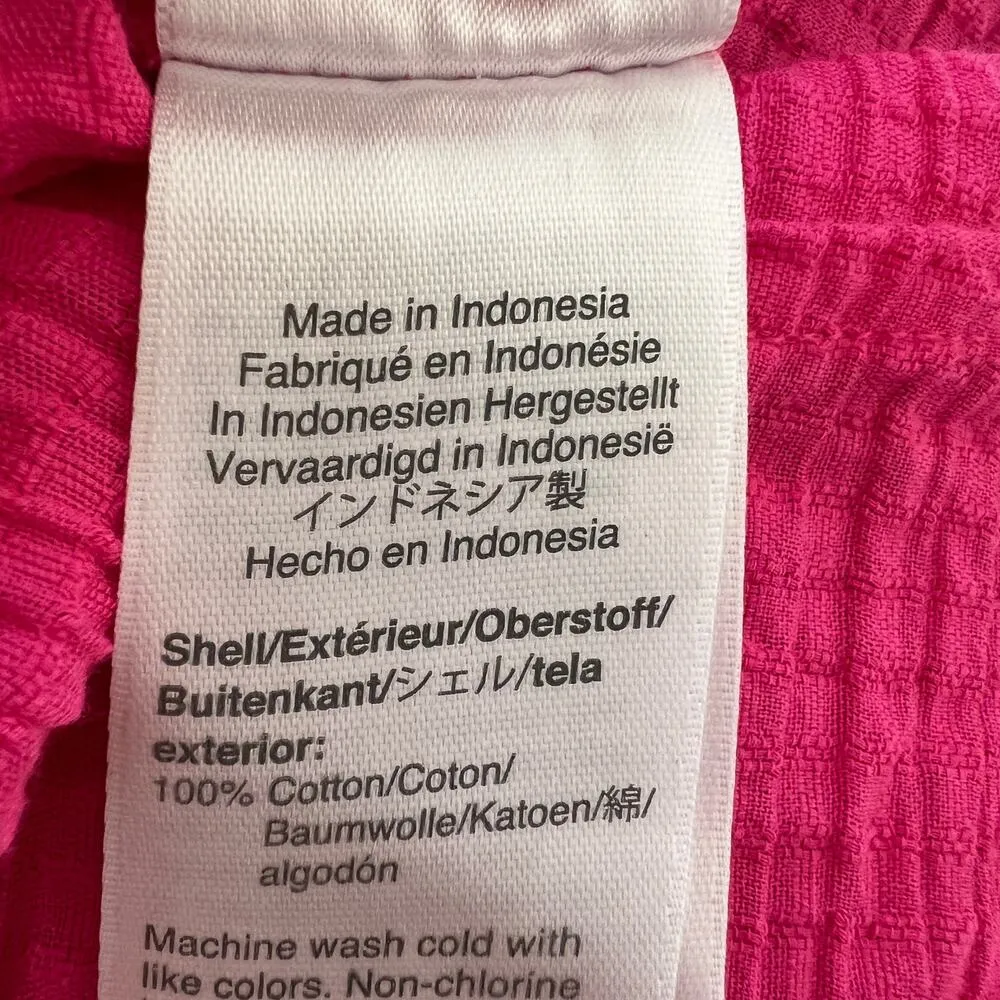 Made in Indonesia
Fabriqué en Indonésie
In Indonesien Hergestellt
Vervaardigd in Indonesië
インドネシア製
Hecho en Indonesia
Shell/Extérieur/Oberstoff/
Buitenkant/シェル/tela
exterior:
100% Cotton/Coton/
Baumwolle/Katoen/綿/
algodón
Machine wash cold with
like colors. Non-chlorine